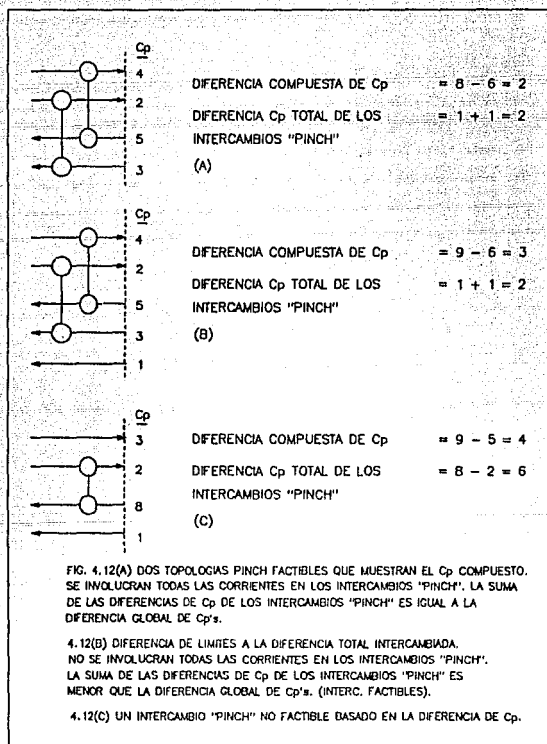 Cp
4
2
5
3
DIFERENCIA COMPUESTA DE Cp = 8 - 6 = 2
DIFERENCIA Cp TOTAL DE LOS = 1 + 1 = 2
INTERCAMBIOS "PINCH"
(A)
Cp
4
2
5
3
1
DIFERENCIA COMPUESTA DE Cp = 9 - 6 = 3
DIFERENCIA Cp TOTAL DE LOS = 1 + 1 = 2
INTERCAMBIOS "PINCH"
(B)
Cp
3
2
8
1
DIFERENCIA COMPUESTA DE Cp = 9 - 5 = 4
DIFERENCIA Cp TOTAL DE LOS = 8 - 2 = 6
INTERCAMBIOS "PINCH"
(C)
FIG. 4.12(A) DOS TOPOLOGIAS PINCH FACTIBLES QUE MUESTRAN EL Cp COMPUESTO.
SE INVOLUCRAN TODAS LAS CORRIENTES EN LOS INTERCAMBIOS "PINCH". LA SUMA
DE LAS DIFERENCIAS DE Cp DE LOS INTERCAMBIOS "PINCH" ES IGUAL A LA
DIFERENCIA GLOBAL DE Cp's.
4.12(B) DIFERENCIA DE LIMITES A LA DIFERENCIA TOTAL INTERCAMBIADA.
NO SE INVOLUCRAN TODAS LAS CORRIENTES EN LOS INTERCAMBIOS "PINCH".
LA SUMA DE LAS DIFERENCIAS DE Cp DE LOS INTERCAMBIOS "PINCH" ES
MENOR QUE LA DIFERENCIA GLOBAL DE Cp's. (INTERC. FACTIBLES).
4.12(C) UN INTERCAMBIO "PINCH" NO FACTIBLE BASADO EN LA DIFERENCIA DE Cp.